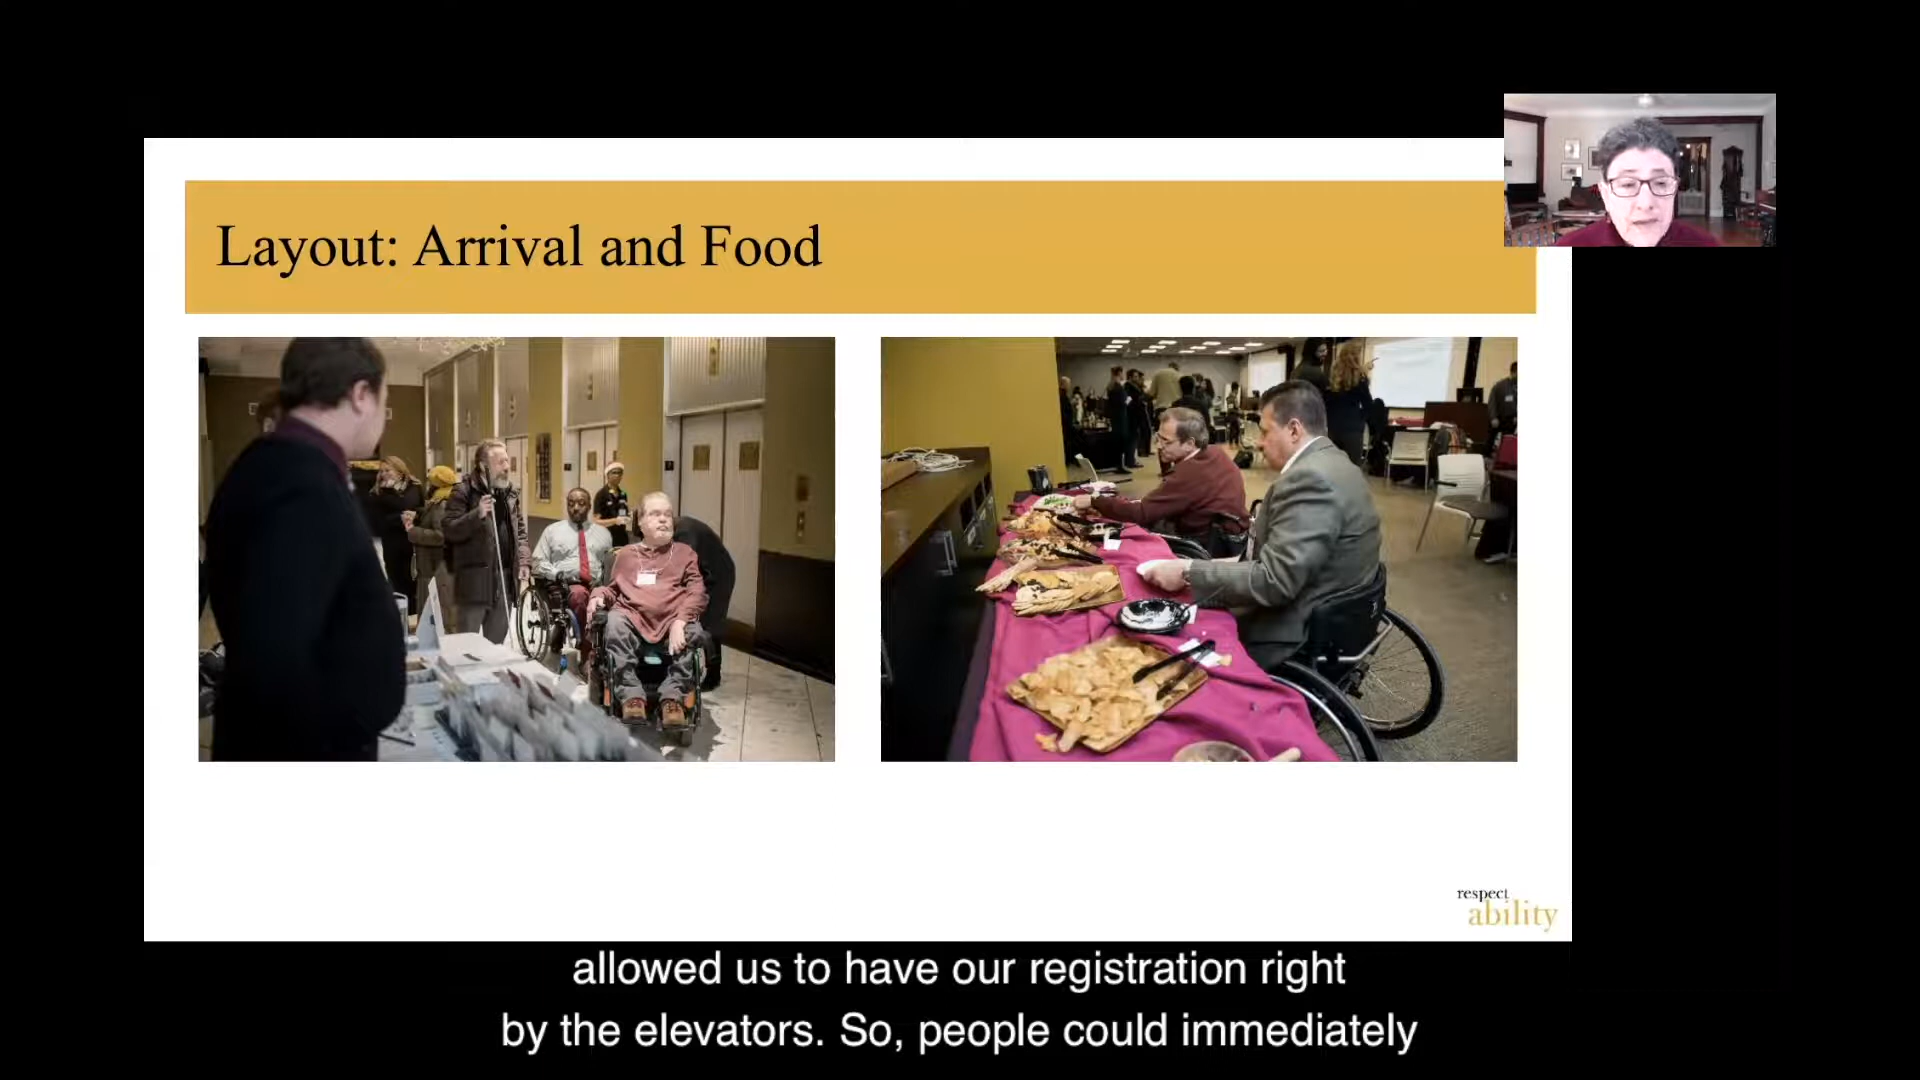 Layout: Arrival and Food
respect
ability
allowed us to have our registration right
by the elevators. So, people could immediately